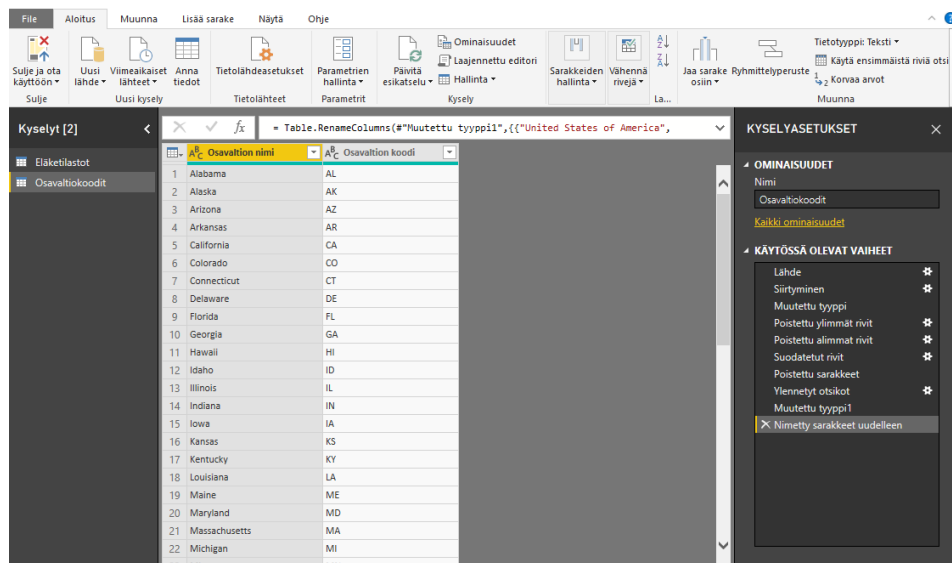 File Aloitus Muunna Lisää sarake Näytä Ohje
Sulje ja ota käyttöön
Uusi lähde
Viimeaikaiset lähteet
Anna tiedot
Tietolähdeasetukset
Parametrien hallinta
Päivitä esikatselu
Ominaisuudet
Laajennettu editori
Hallinta
Sarakkeiden hallinta
Vähennä rivejä
Jaa sarake osiin
Ryhmittelyperuste
Tietotyyppi: Teksti
Käytä ensimmäistä riviä otsi
Korvaa arvot
Sulje Uusi kysely Tietolähteet Parametrit Kysely La... Muunna
Kyselyt [2]
Eläketilastot
Osavaltiokoodit
fx = Table.RenameColumns(#"Muutettu tyyppi1",{{"United States of America",
ABC Osavaltion nimi ABC Osavaltion koodi
1 Alabama AL
2 Alaska AK
3 Arizona AZ
4 Arkansas AR
5 California CA
6 Colorado CO
7 Connecticut CT
8 Delaware DE
9 Florida FL
10 Georgia GA
11 Hawaii HI
12 Idaho ID
13 Illinois IL
14 Indiana IN
15 Iowa IA
16 Kansas KS
17 Kentucky KY
18 Louisiana LA
19 Maine ME
20 Maryland MD
21 Massachusetts MA
22 Michigan MI
KYSELYASETUKSET
OMINAISUUDET
Nimi
Osavaltiokoodit
Kaikki ominaisuudet
KÄYTÖSSÄ OLEVAT VAIHEET
Lähde
Siirtyminen
Muutettu tyyppi
Poistettu ylimmät rivit
Poistettu alimmat rivit
Suodatetut rivit
Poistettu sarakkeet
Ylennetyt otsikot
Muutettu tyyppi1
Nimetty sarakkeet uudelleen